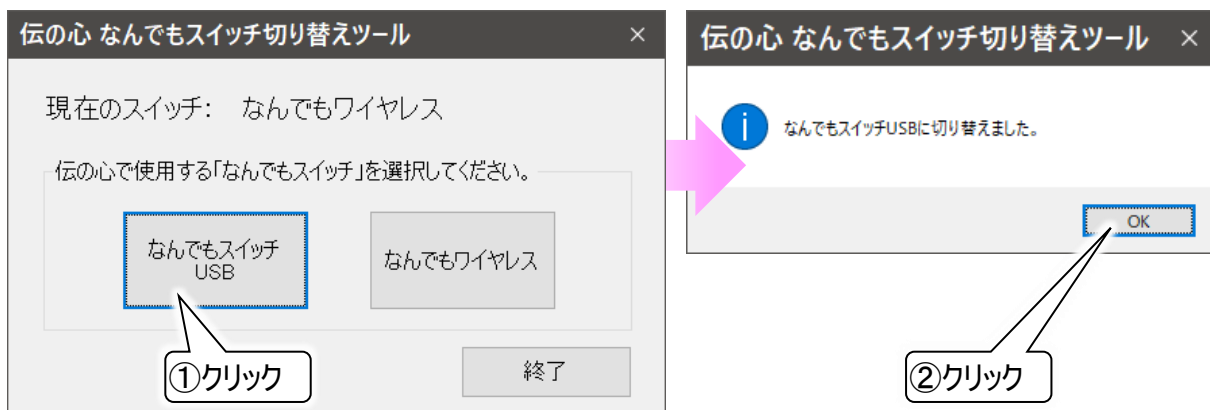 伝の心 なんでもスイッチ切り替えツール
現在のスイッチ: なんでもワイヤレス
伝の心で使用する「なんでもスイッチ」を選択してください。
なんでもスイッチ
USB
なんでもワイヤレス
①クリック
終了
伝の心 なんでもスイッチ切り替えツール
なんでもスイッチUSBに切り替えました。
OK
②クリック